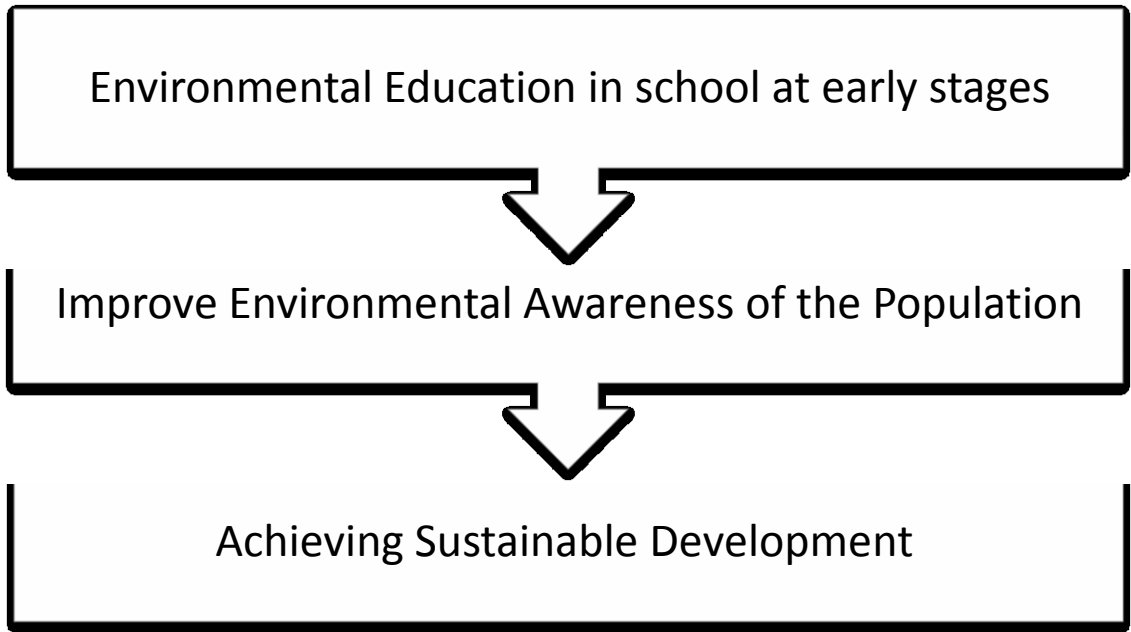 Environmental Education in school at early stages
Improve Environmental Awareness of the Population
Achieving Sustainable Development